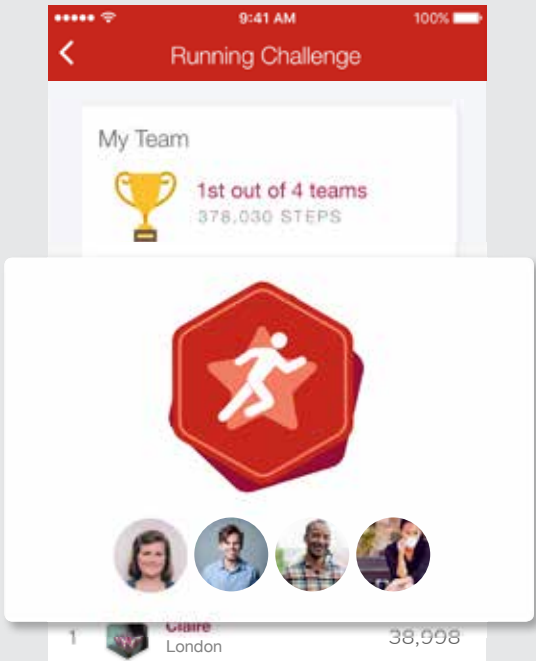 9:41 AM 100%
Running Challenge
My Team
1st out of 4 teams
378,030 STEPS
1 Claire 38,998
London